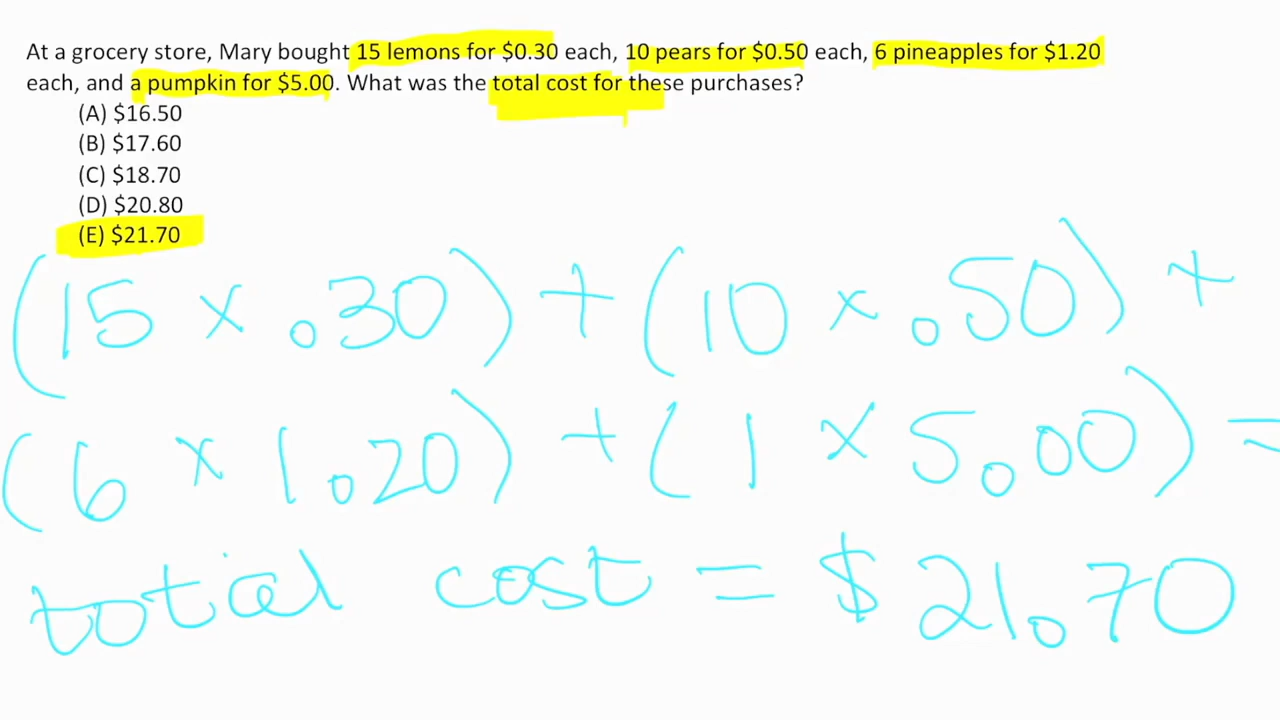 At a grocery store, Mary bought 15 lemons for $0.30 each, 10 pears for $0.50 each, 6 pineapples for $1.20
each, and a pumpkin for $5.00. What was the total cost for these purchases?
(A) $16.50
(B) $17.60
(C) $18.70
(D) $20.80
(E) $21.70
(15 x .30) + (10 x .50) +
(6 x 1.20) + (1 x 5.00) =
total cost = $21.70